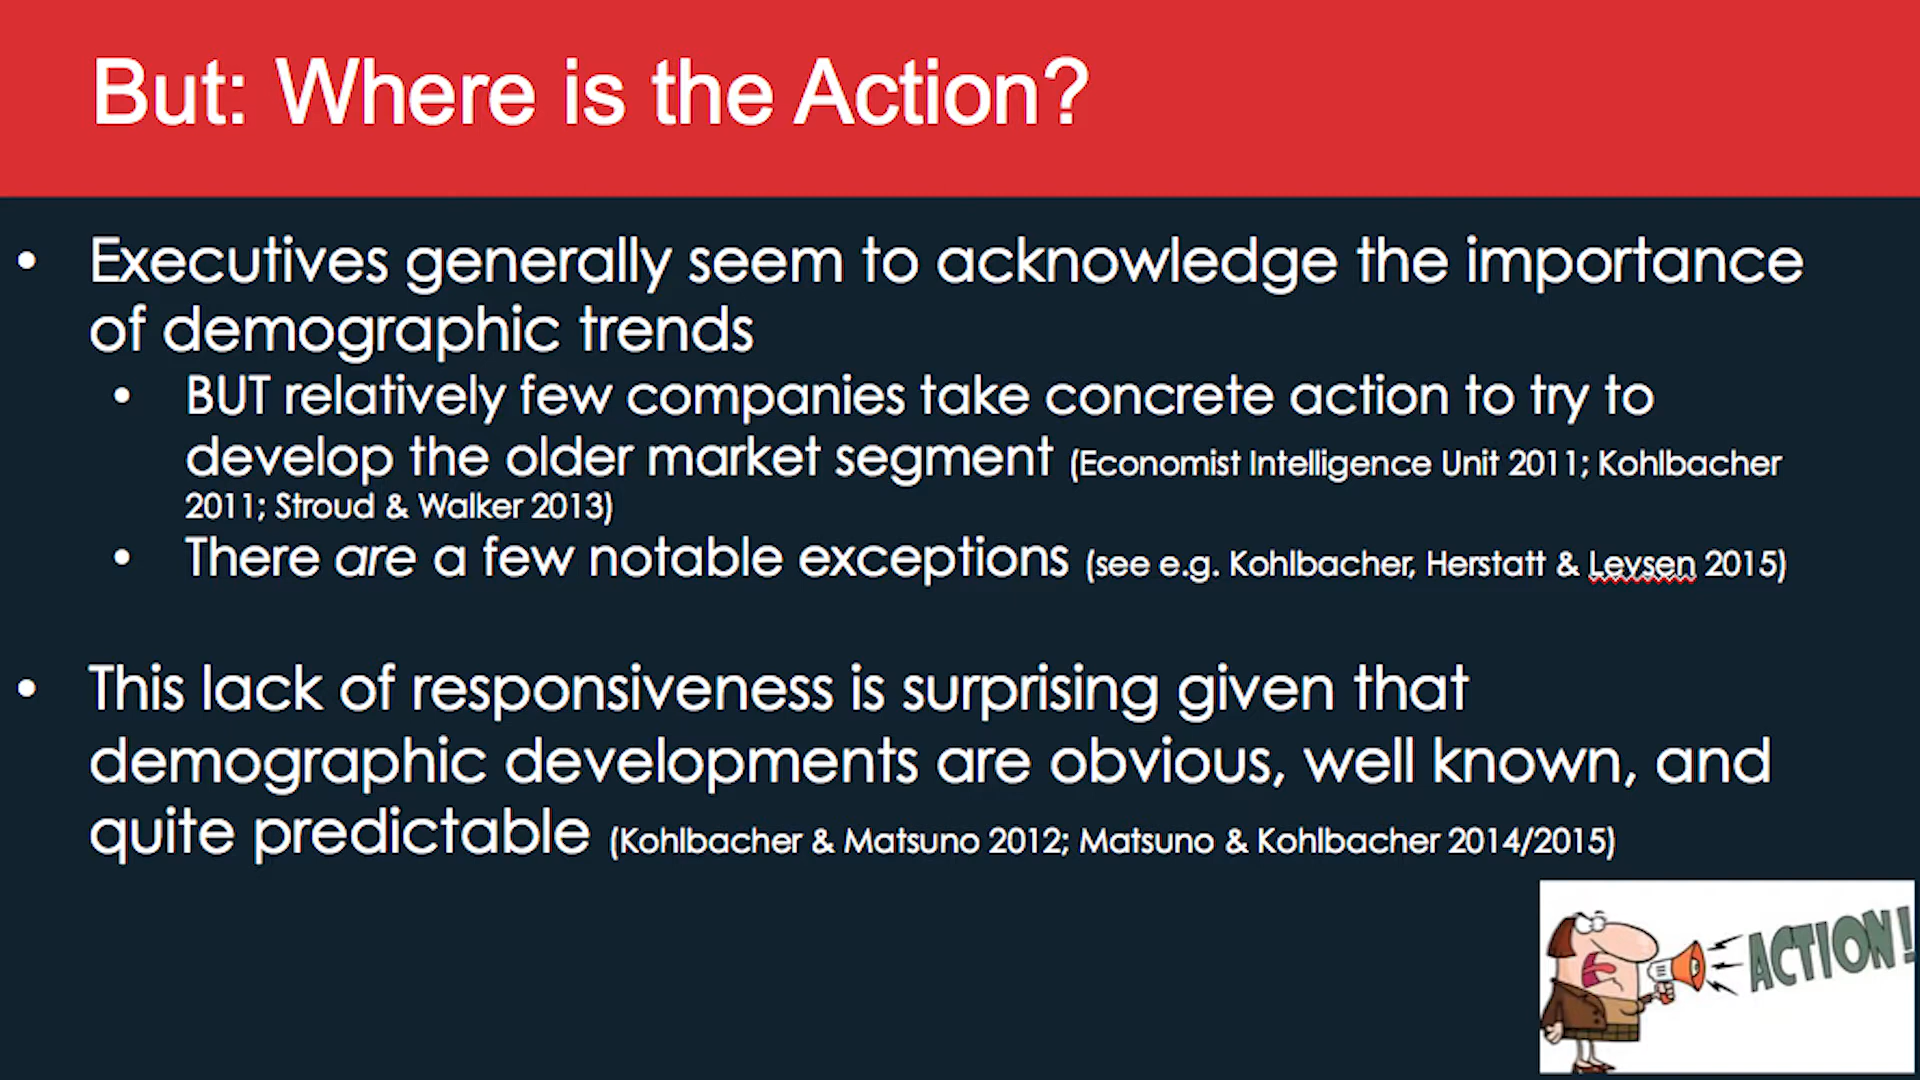 But: Where is the Action?
• Executives generally seem to acknowledge the importance
of demographic trends
• BUT relatively few companies take concrete action to try to
develop the older market segment (Economist Intelligence Unit 2011; Kohlbacher
2011; Stroud & Walker 2013)
• There are a few notable exceptions (see e.g. Kohlbacher, Herstatt & Levsen 2015)
• This lack of responsiveness is surprising given that
demographic developments are obvious, well known, and
quite predictable (Kohlbacher & Matsuno 2012; Matsuno & Kohlbacher 2014/2015)
ACTION!